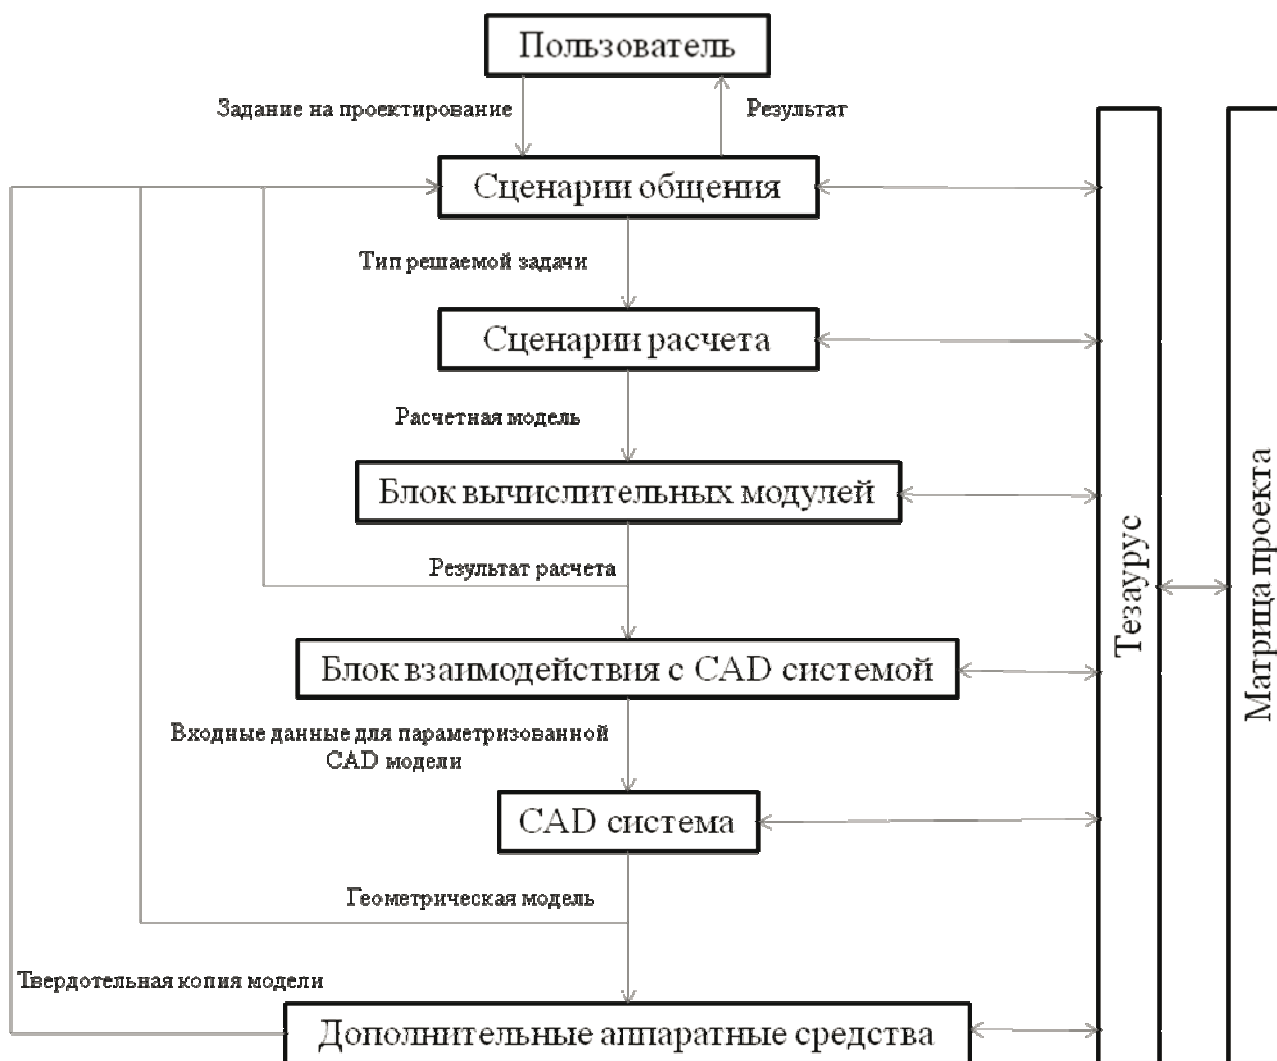 Пользователь
Задание на проектирование
Результат
Сценарии общения
Тип решаемой задачи
Сценарии расчета
Расчетная модель
Блок вычислительных модулей
Результат расчета
Блок взаимодействия с CAD системой
Входные данные для параметризованной
CAD модели
CAD система
Геометрическая модель
Твердотельная копия модели
Дополнительные аппаратные средства
Тезаурус
Матрица проекта